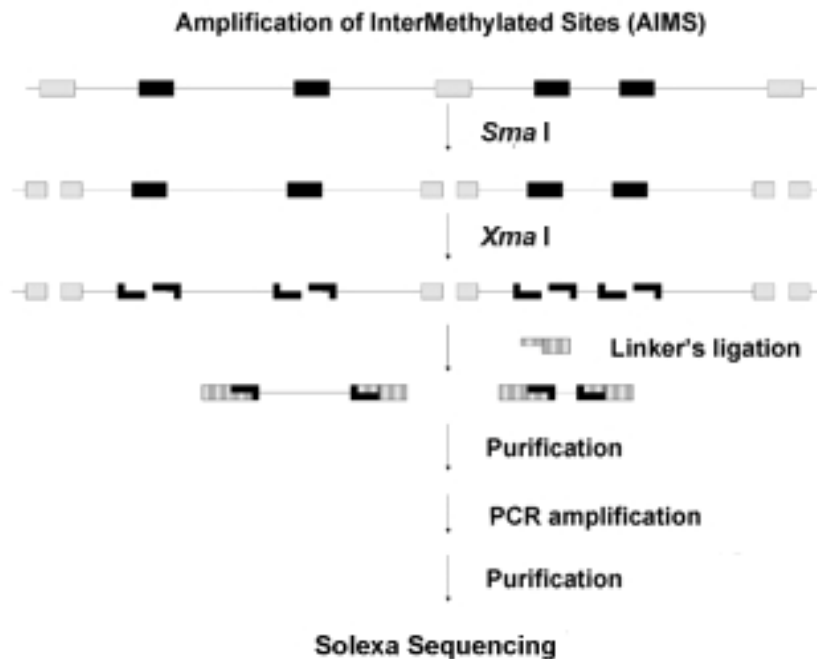 Amplification of InterMethylated Sites (AIMS)
Sma I
Xma I
Linker's ligation
Purification
PCR amplification
Purification
Solexa Sequencing